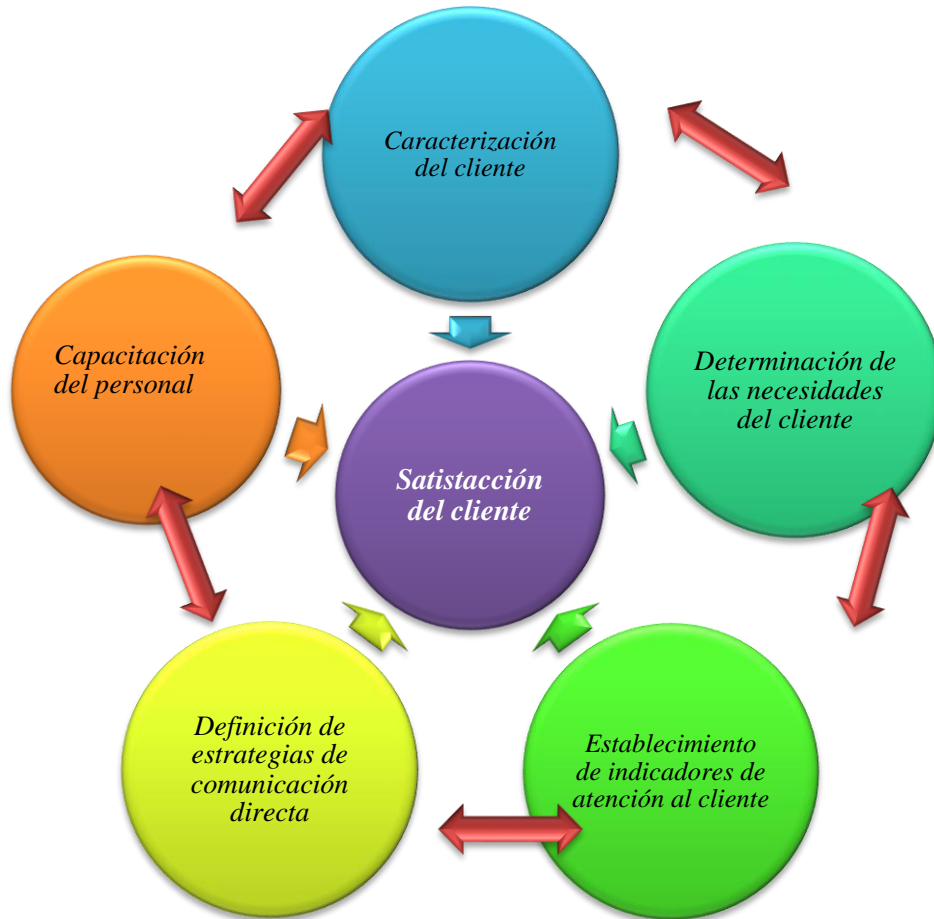 Caracterización
del cliente
Capacitación
del personal
Determinación de
las necesidades
del cliente
Satistacción
del cliente
Definición de
estrategias de
comunicación
directa
Establecimiento
de indicadores de
atención al cliente